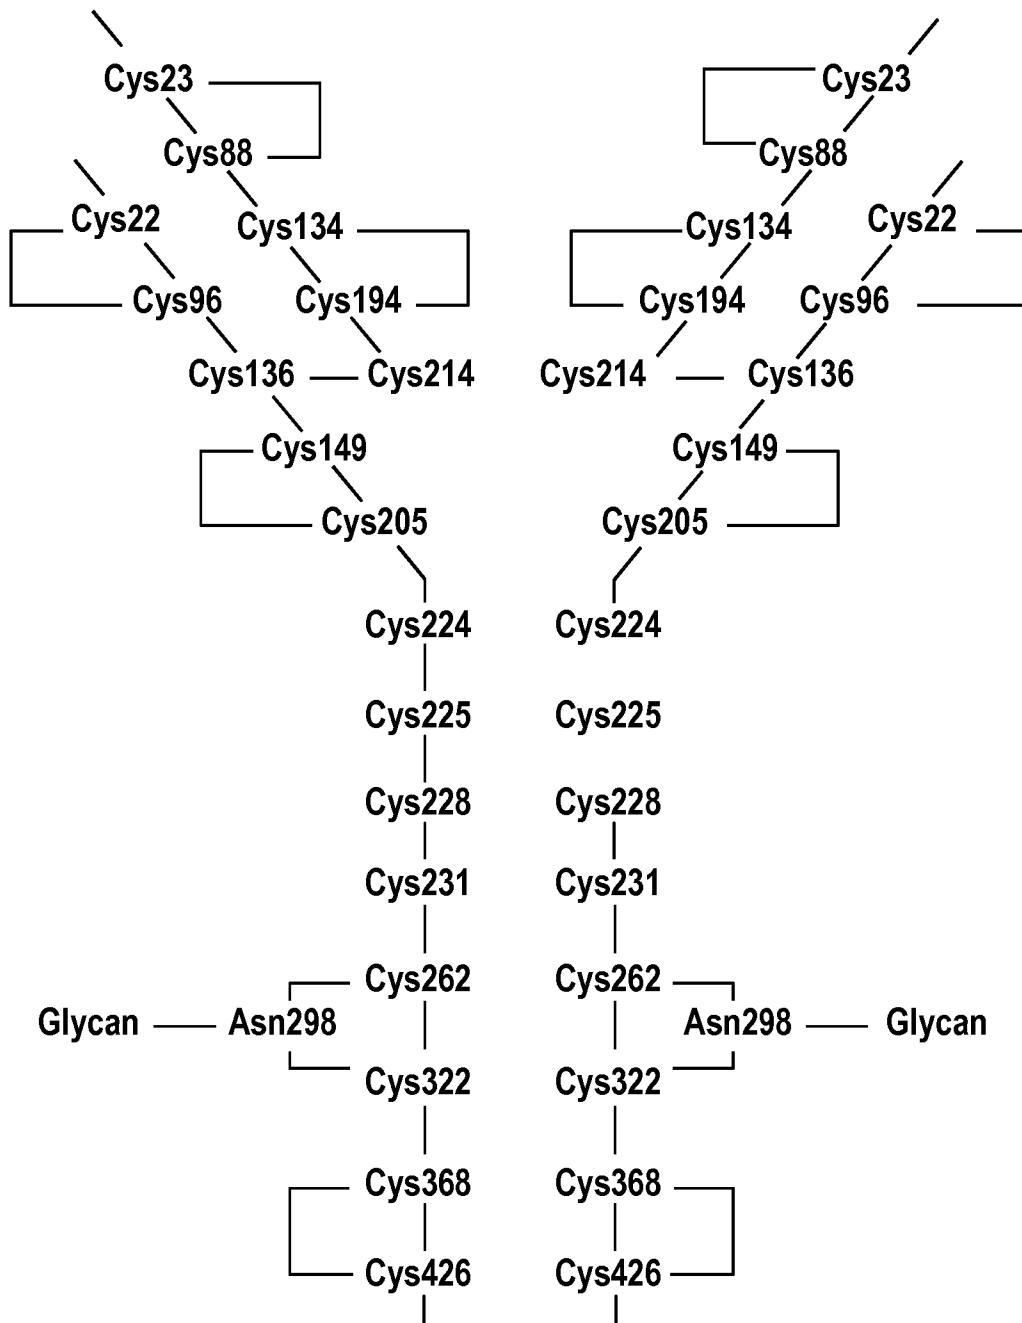 Cys23 Cys23
Cys88 Cys88
Cys22 Cys134 Cys134 Cys22
Cys96 Cys194 Cys194 Cys96
Cys136 Cys214 Cys214 Cys136
Cys149 Cys149
Cys205 Cys205
Cys224 Cys224
Cys225 Cys225
Cys228 Cys228
Cys231 Cys231
Cys262 Cys262
Glycan Asn298 Asn298 Glycan
Cys322 Cys322
Cys368 Cys368
Cys426 Cys426